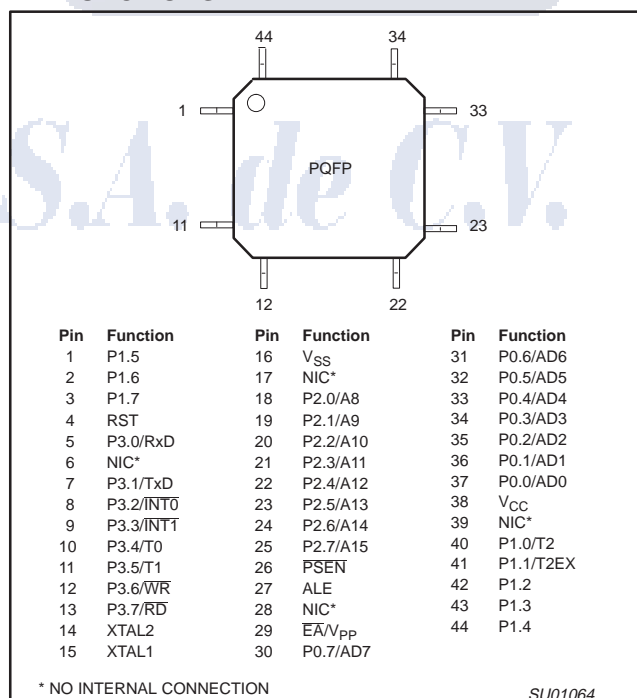 44 34
1 33
PQFP
11 23
12 22
Pin Function Pin Function Pin Function
1 P1.5 16 VSS 31 P0.6/AD6
2 P1.6 17 NIC* 32 P0.5/AD5
3 P1.7 18 P2.0/A8 33 P0.4/AD4
4 RST 19 P2.1/A9 34 P0.3/AD3
5 P3.0/RxD 20 P2.2/A10 35 P0.2/AD2
6 NIC* 21 P2.3/A11 36 P0.1/AD1
7 P3.1/TxD 22 P2.4/A12 37 P0.0/AD0
8 P3.2/INT0 23 P2.5/A13 38 VCC
9 P3.3/INT1 24 P2.6/A14 39 NIC*
10 P3.4/T0 25 P2.7/A15 40 P1.0/T2
11 P3.5/T1 26 PSEN 41 P1.1/T2EX
12 P3.6/WR 27 ALE 42 P1.2
13 P3.7/RD 28 NIC* 43 P1.3
14 XTAL2 29 EA/VPP 44 P1.4
15 XTAL1 30 P0.7/AD7
* NO INTERNAL CONNECTION
SU01064
S.A. de C.V.